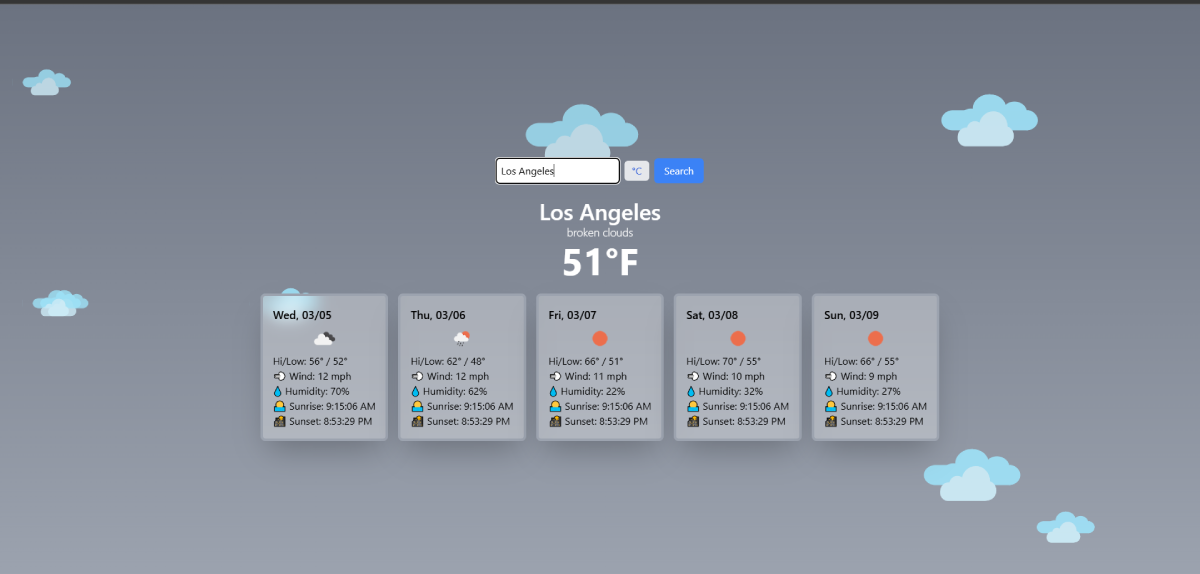 Los Angeles
°C
Search
Los Angeles
broken clouds
51°F
Wed, 03/05
Hi/Low: 56° / 52°
Wind: 12 mph
Humidity: 70%
Sunrise: 9:15:06 AM
Sunset: 8:53:29 PM
Thu, 03/06
Hi/Low: 62° / 48°
Wind: 12 mph
Humidity: 62%
Sunrise: 9:15:06 AM
Sunset: 8:53:29 PM
Fri, 03/07
Hi/Low: 66° / 51°
Wind: 11 mph
Humidity: 22%
Sunrise: 9:15:06 AM
Sunset: 8:53:29 PM
Sat, 03/08
Hi/Low: 70° / 55°
Wind: 10 mph
Humidity: 32%
Sunrise: 9:15:06 AM
Sunset: 8:53:29 PM
Sun, 03/09
Hi/Low: 66° / 55°
Wind: 9 mph
Humidity: 27%
Sunrise: 9:15:06 AM
Sunset: 8:53:29 PM